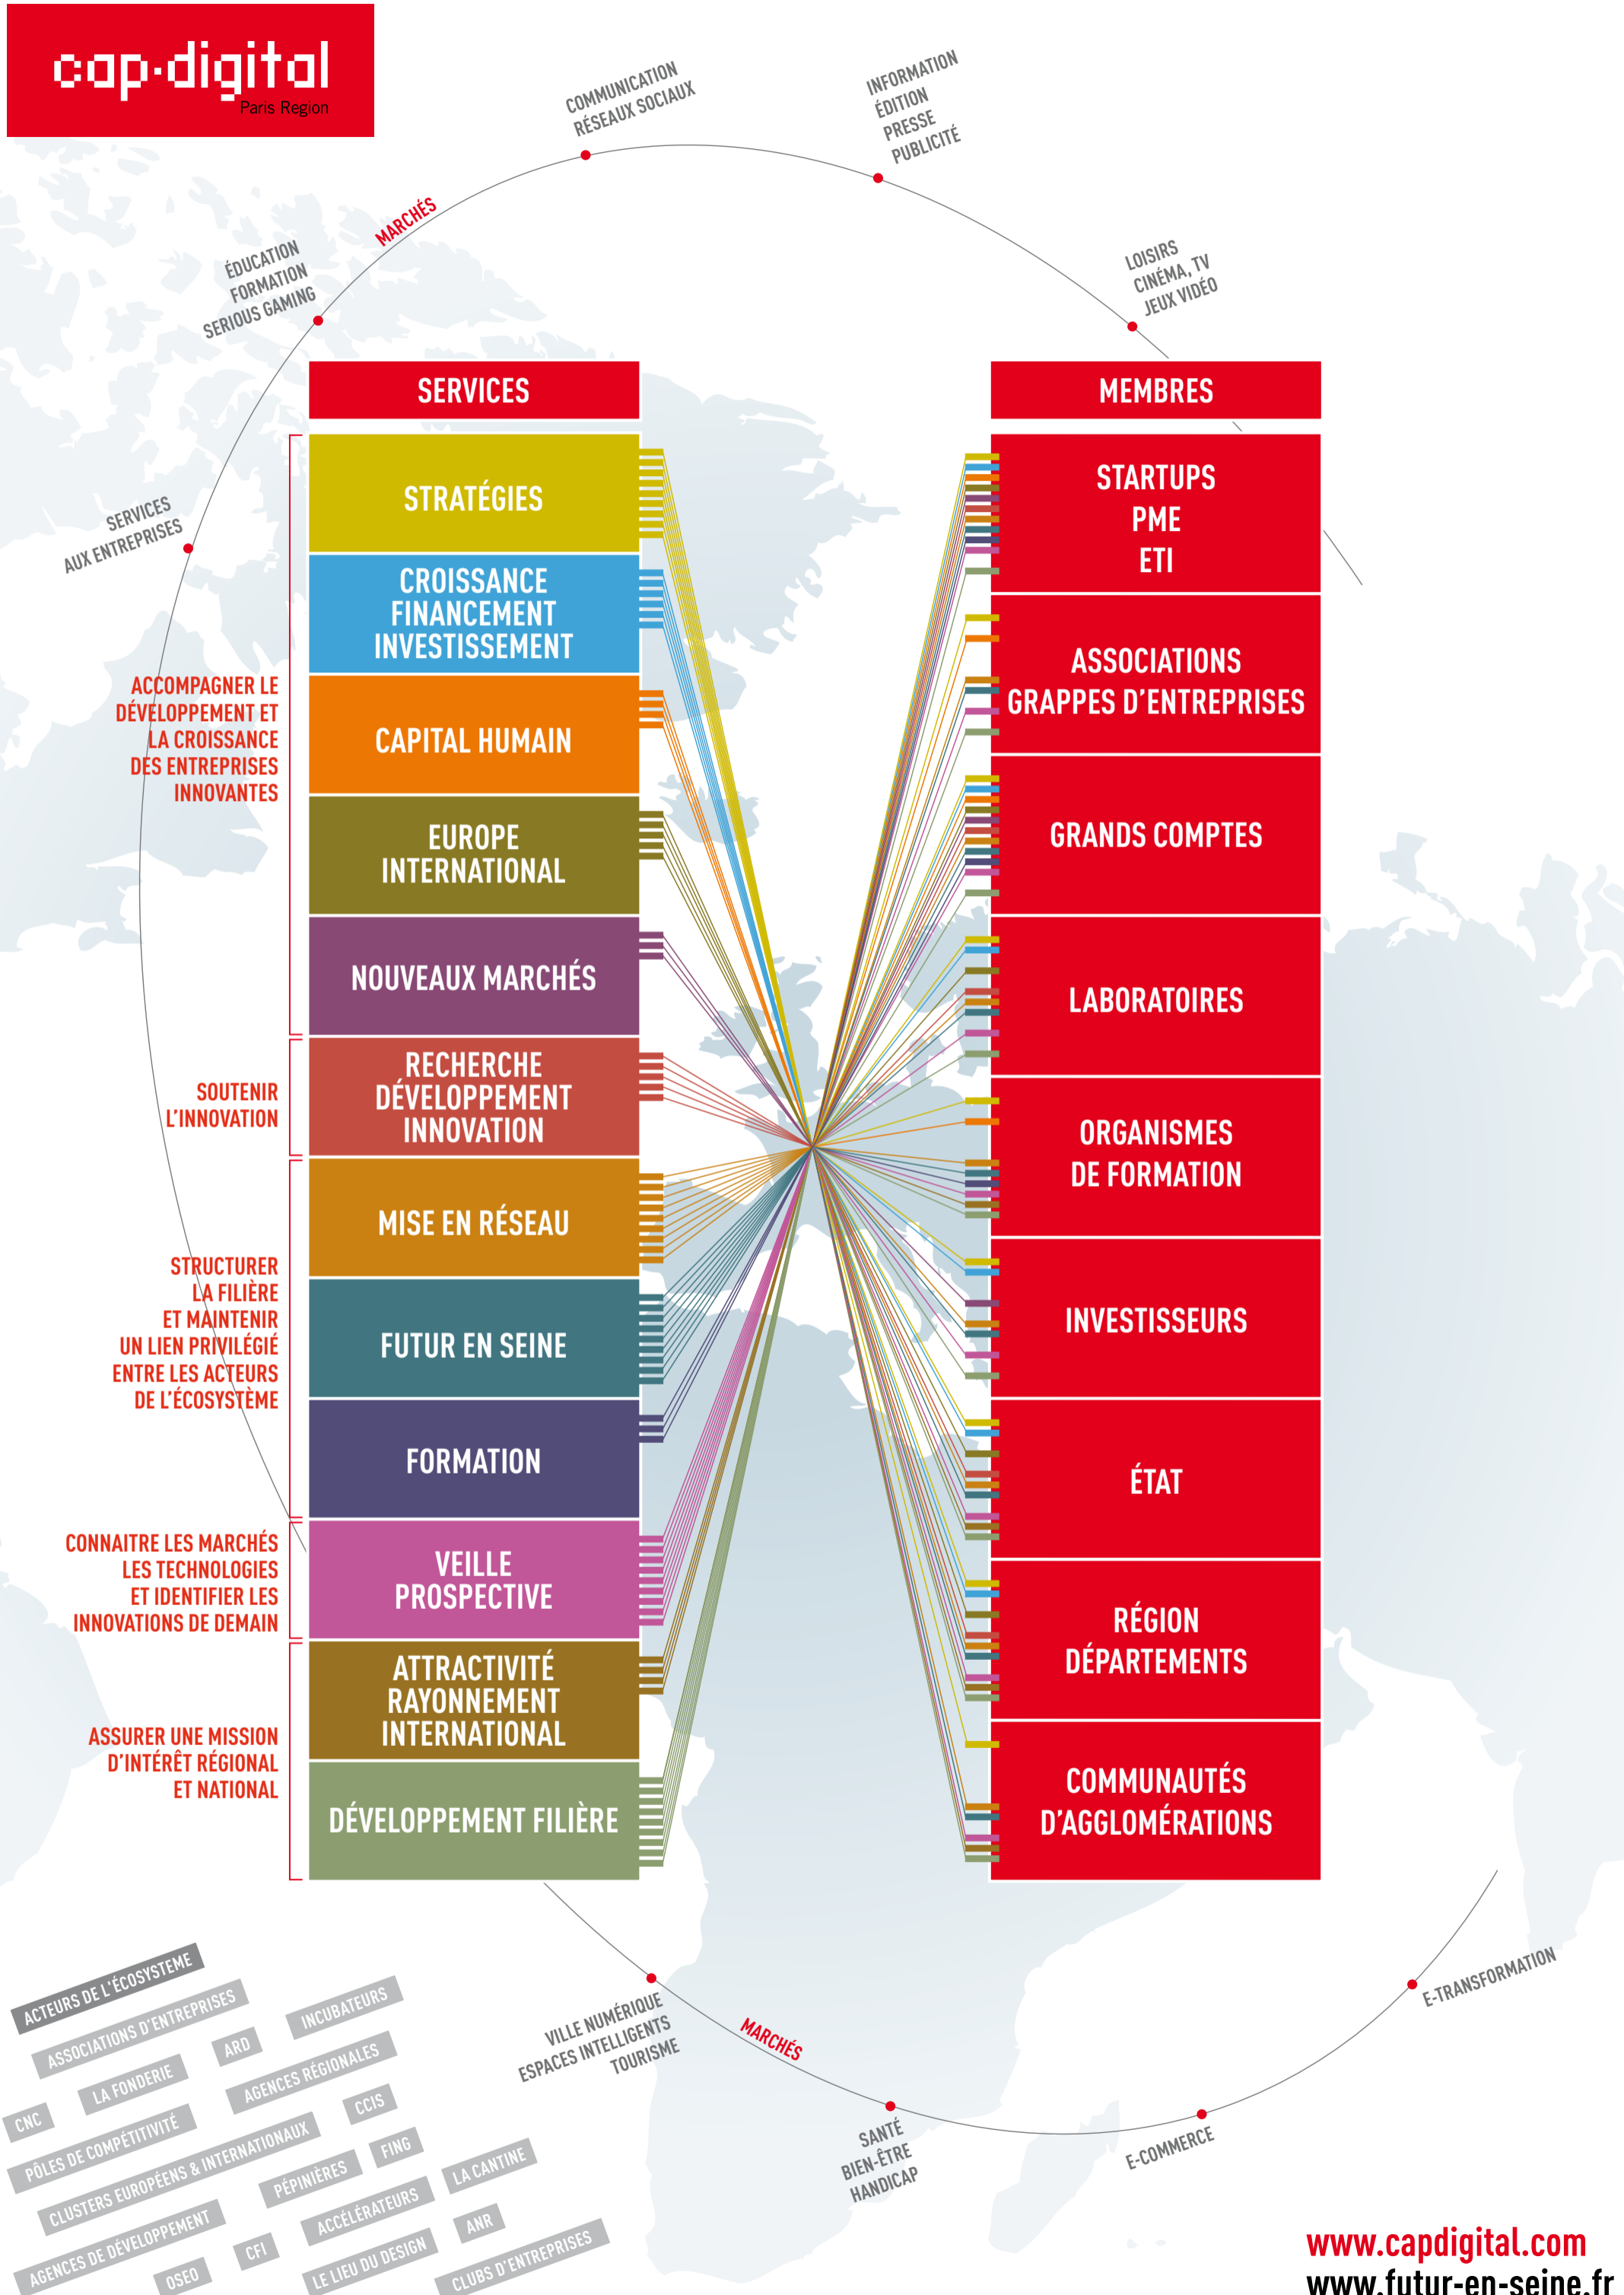 cap·digital
Paris Region
COMMUNICATION
RÉSEAUX SOCIAUX
INFORMATION
ÉDITION
PRESSE
PUBLICITÉ
MARCHÉS
ÉDUCATION
FORMATION
SERIOUS GAMING
LOISIRS
CINÉMA, TV
JEUX VIDÉO
SERVICES
AUX ENTREPRISES
SERVICES
STRATÉGIES
CROISSANCE
FINANCEMENT
INVESTISSEMENT
CAPITAL HUMAIN
EUROPE
INTERNATIONAL
NOUVEAUX MARCHÉS
RECHERCHE
DÉVELOPPEMENT
INNOVATION
MISE EN RÉSEAU
FUTUR EN SEINE
FORMATION
VEILLE
PROSPECTIVE
ATTRACTIVITÉ
RAYONNEMENT
INTERNATIONAL
DÉVELOPPEMENT FILIÈRE
ACCOMPAGNER LE
DÉVELOPPEMENT ET
LA CROISSANCE
DES ENTREPRISES
INNOVANTES
SOUTENIR
L'INNOVATION
STRUCTURER
LA FILIÈRE
ET MAINTENIR
UN LIEN PRIVILÉGIÉ
ENTRE LES ACTEURS
DE L'ÉCOSYSTÈME
CONNAITRE LES MARCHÉS
LES TECHNOLOGIES
ET IDENTIFIER LES
INNOVATIONS DE DEMAIN
ASSURER UNE MISSION
D'INTÉRÊT RÉGIONAL
ET NATIONAL
MEMBRES
STARTUPS
PME
ETI
ASSOCIATIONS
GRAPPES D'ENTREPRISES
GRANDS COMPTES
LABORATOIRES
ORGANISMES
DE FORMATION
INVESTISSEURS
ÉTAT
RÉGION
DÉPARTEMENTS
COMMUNAUTÉS
D'AGGLOMÉRATIONS
VILLE NUMÉRIQUE
ESPACES INTELLIGENTS
TOURISME
MARCHÉS
SANTÉ
BIEN-ÊTRE
HANDICAP
E-COMMERCE
E-TRANSFORMATION
ACTEURS DE L'ÉCOSYSTEME
ASSOCIATIONS D'ENTREPRISES
INCUBATEURS
ARD
LA FONDERIE
AGENCES RÉGIONALES
CNC
PÔLES DE COMPÉTITIVITÉ
CCIS
CLUSTERS EUROPÉENS & INTERNATIONAUX
FING
PÉPINIÈRES
LA CANTINE
ACCÉLÉRATEURS
AGENCES DE DÉVELOPPEMENT
ANR
CFI
LE LIEU DU DESIGN
OSEO
CLUBS D'ENTREPRISES
www.capdigital.com
www.futur-en-seine.fr